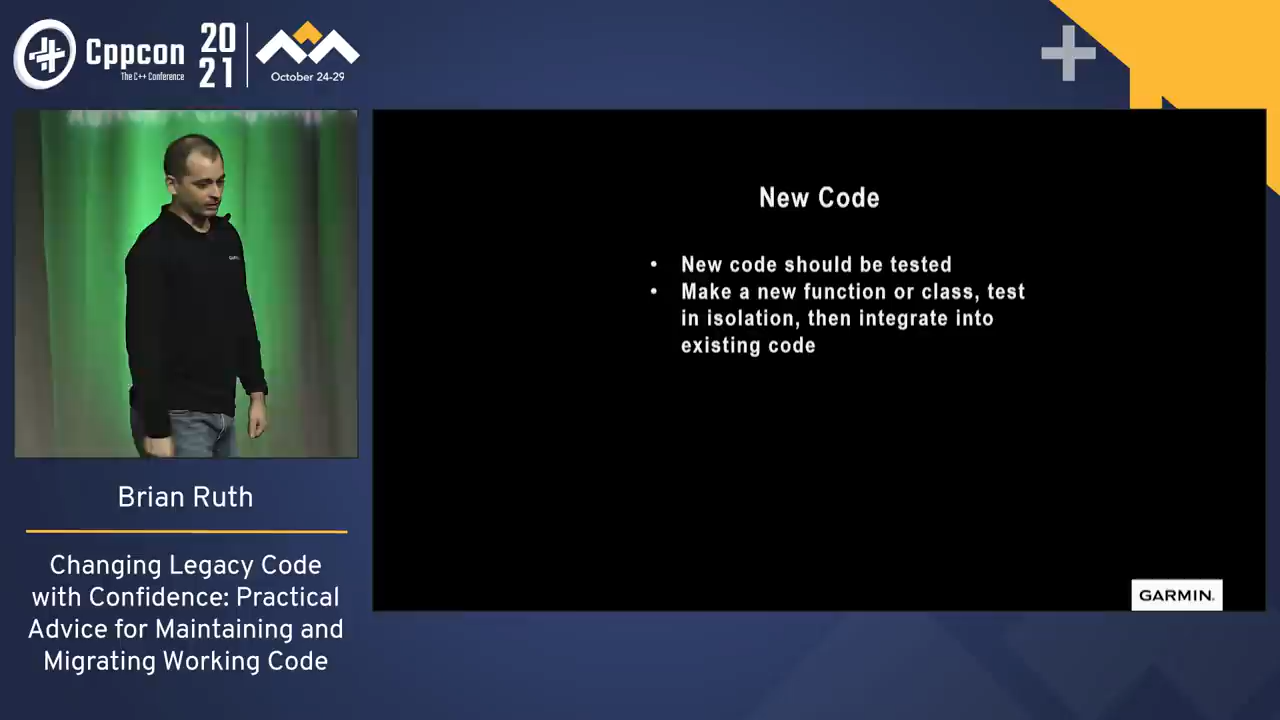 Cppcon
The C++ Conference
20
21
October 24-29
New Code
• New code should be tested
• Make a new function or class, test
in isolation, then integrate into
existing code
GARMIN.
Brian Ruth
Changing Legacy Code
with Confidence: Practical
Advice for Maintaining and
Migrating Working Code